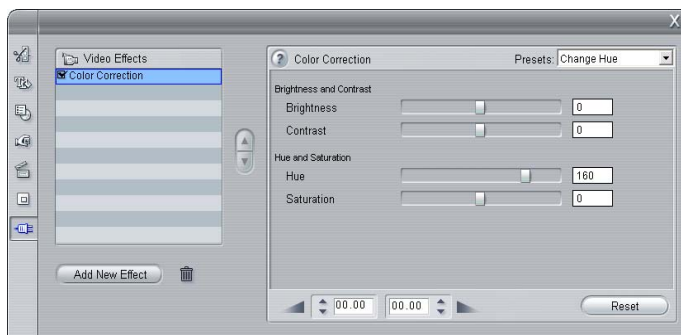 X
Video Effects
Color Correction
Add New Effect
? Color Correction
Presets: Change Hue
Brightness and Contrast
Brightness 0
Contrast 0
Hue and Saturation
Hue 160
Saturation 0
00.00 00.00
Reset